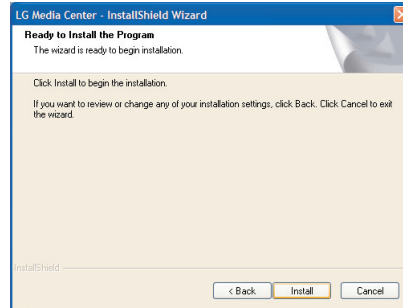 LG Media Center - InstallShield Wizard
Ready to Install the Program
The wizard is ready to begin installation.
Click Install to begin the installation.
If you want to review or change any of your installation settings, click Back. Click Cancel to exit
the wizard.
InstallShield
< Back Install Cancel